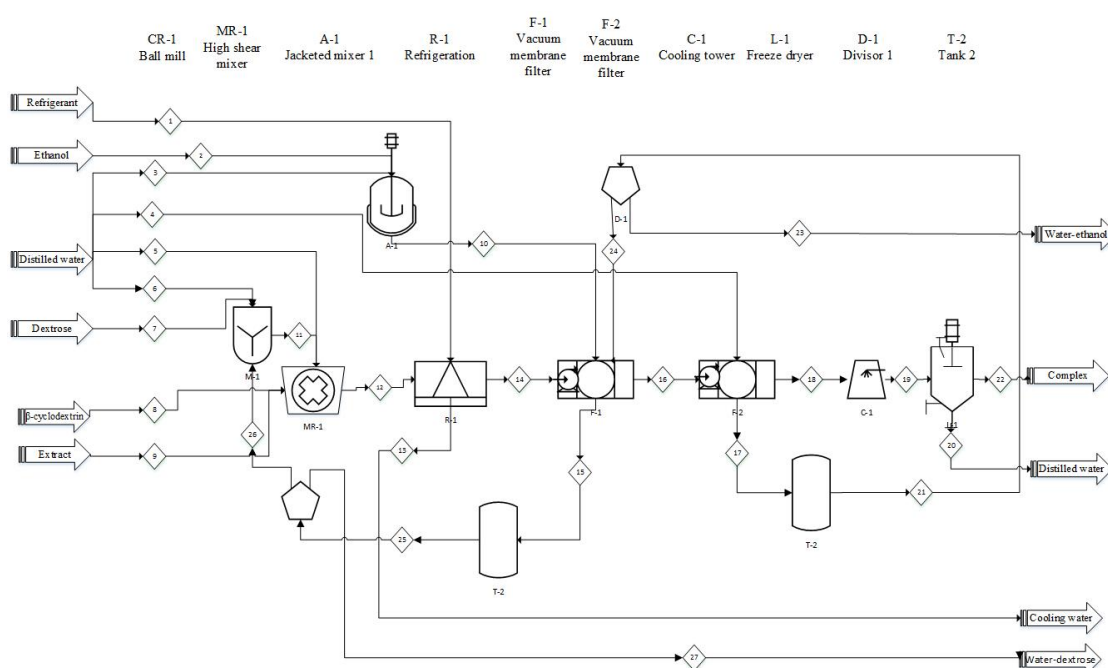 CR-1
Ball mill
MR-1
High shear
mixer
A-1
Jacketed mixer 1
R-1
Refrigeration
F-1
Vacuum
membrane
filter
F-2
Vacuum
membrane
filter
C-1
Cooling tower
L-1
Freeze dryer
D-1
Divisor 1
T-2
Tank 2
Refrigerant
1
Ethanol
2
3
4
D-1
23
Water-ethanol
A-1
10
24
Distilled water
5
6
Dextrose
7
11
M-1
14
16
18
19
22
Complex
12
β-cyclodextrin
8
MR-1
R-1
F-1
F-2
C-1
20
Extract
9
26
13
15
17
Distilled water
T-2
21
25
T-2
Cooling water
27
Water-dextrose